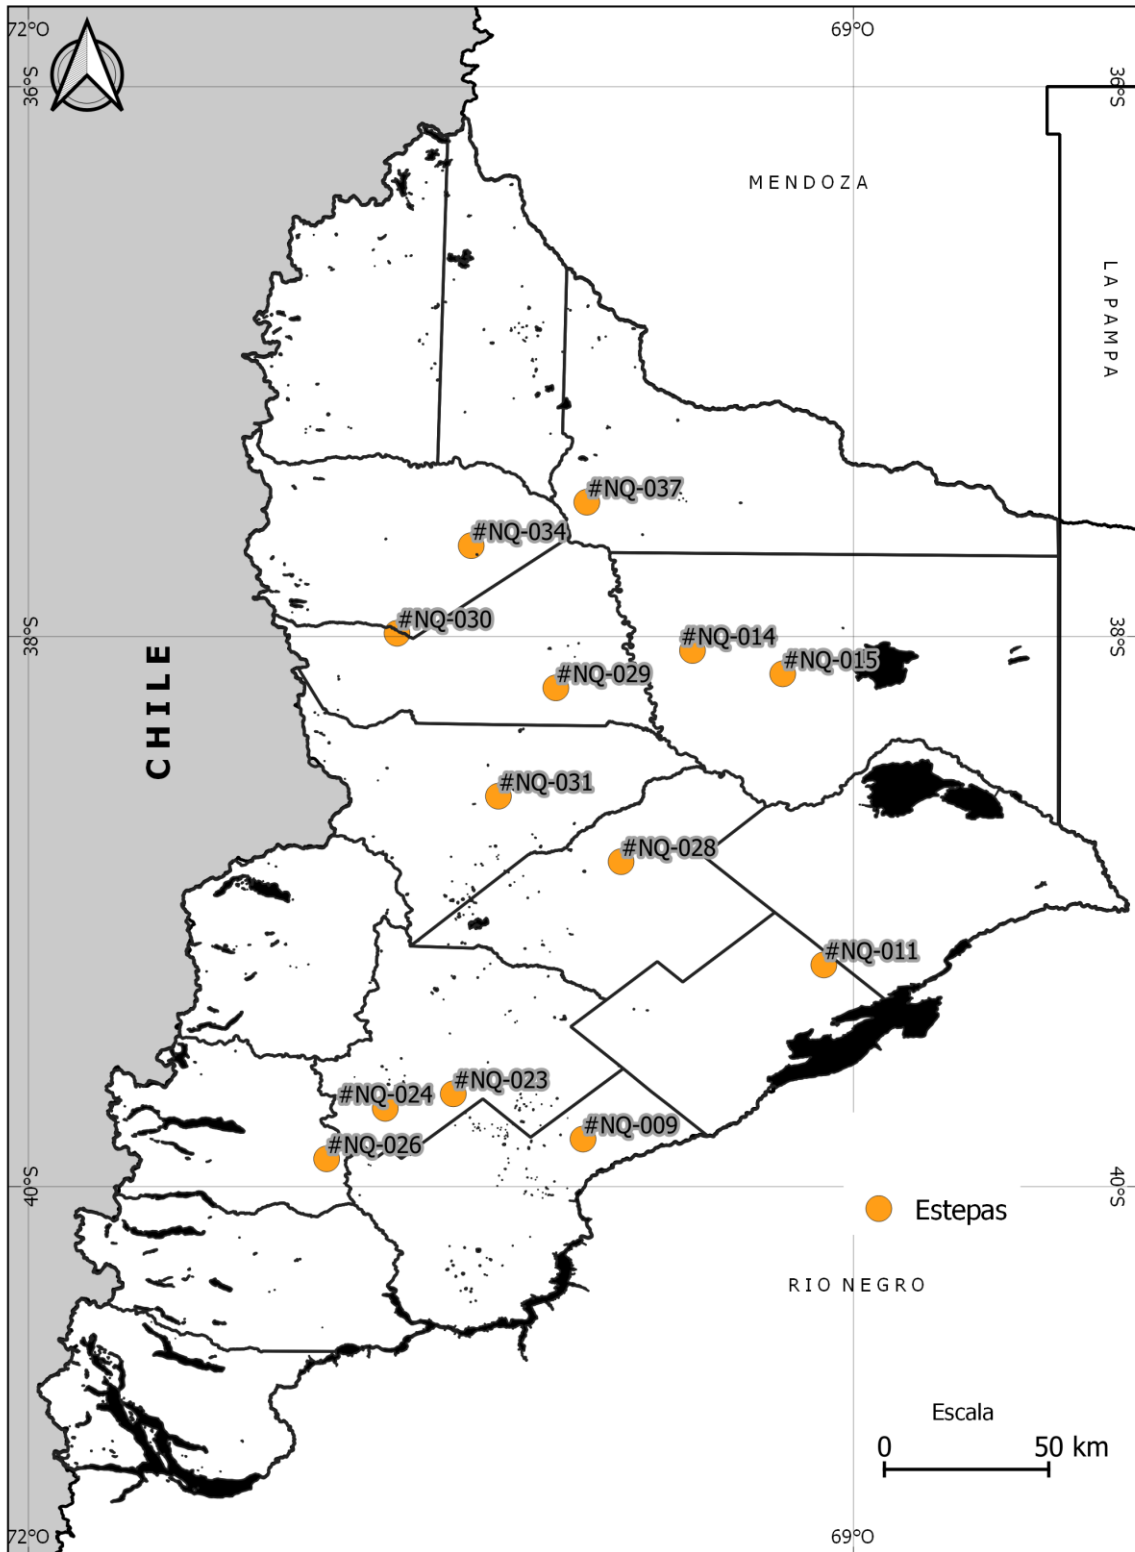 72°O
69°O
36°S
36°S
MENDOZA
LA PAMPA
#NQ-037
#NQ-034
#NQ-030
38°S
#NQ-014
#NQ-015
#NQ-029
CHILE
#NQ-031
#NQ-028
#NQ-011
#NQ-023
#NQ-024
#NQ-009
#NQ-026
40°S
40°S
Estepas
RIO NEGRO
Escala
0 50 km
72°O
69°O
38°S